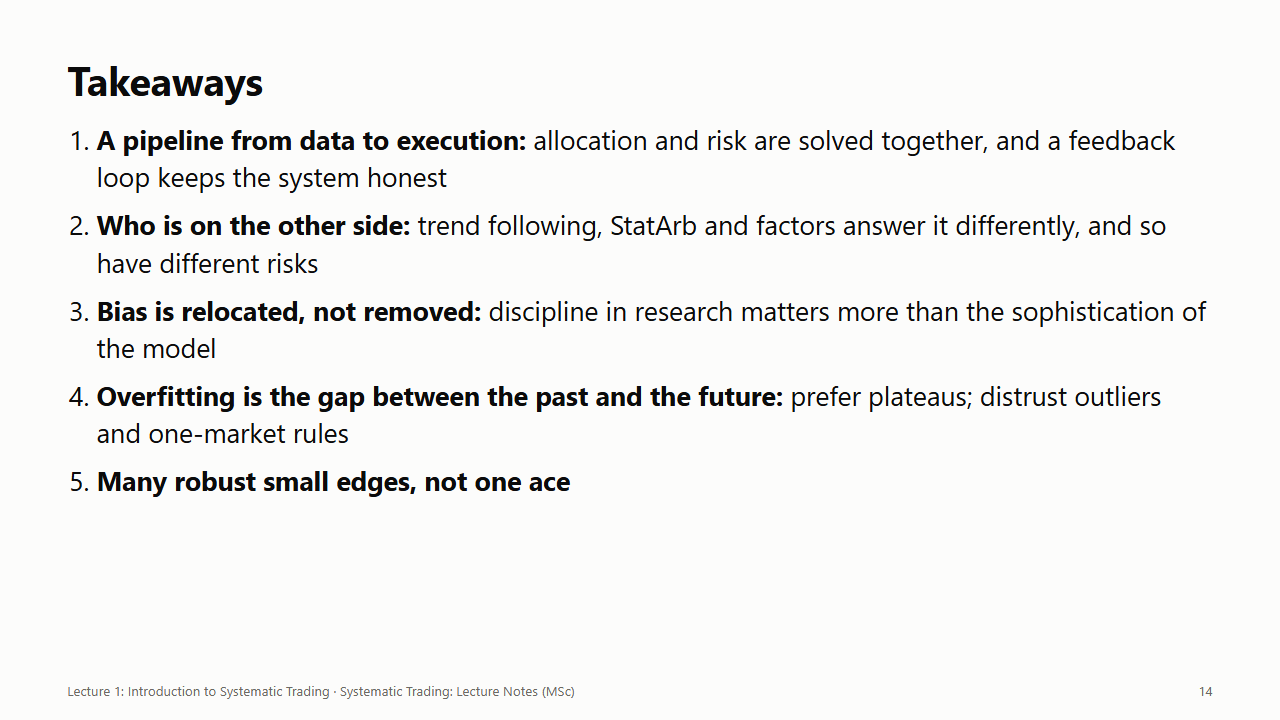 Takeaways
1. A pipeline from data to execution: allocation and risk are solved together, and a feedback
loop keeps the system honest
2. Who is on the other side: trend following, StatArb and factors answer it differently, and so
have different risks
3. Bias is relocated, not removed: discipline in research matters more than the sophistication of
the model
4. Overfitting is the gap between the past and the future: prefer plateaus; distrust outliers
and one-market rules
5. Many robust small edges, not one ace
Lecture 1: Introduction to Systematic Trading · Systematic Trading: Lecture Notes (MSc)
14